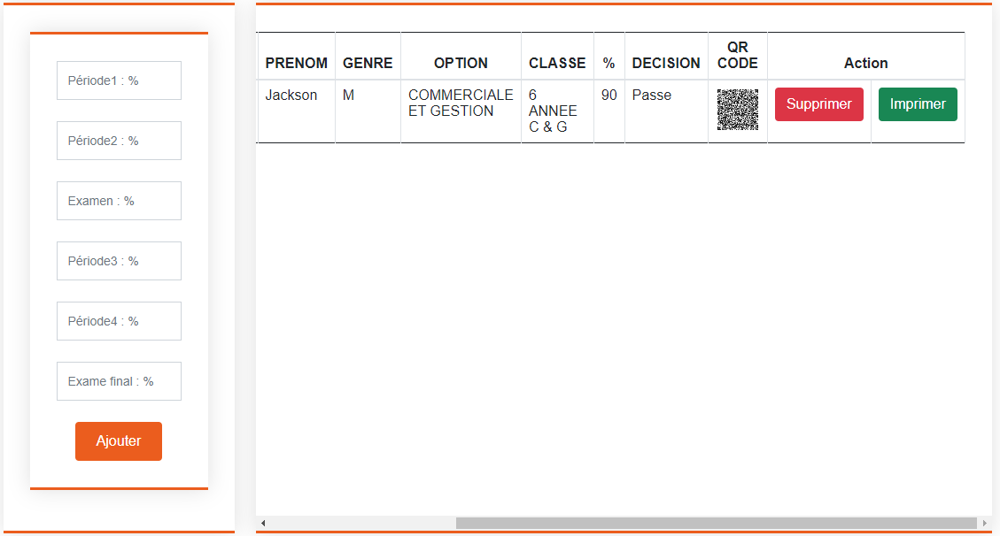 Période1 : %
Période2 : %
Examen : %
Période3 : %
Période4 : %
Exame final : %
Ajouter
PRENOM GENRE OPTION CLASSE % DECISION QR CODE Action
Jackson M COMMERCIALE ET GESTION 6 ANNEE C & G 90 Passe Supprimer Imprimer